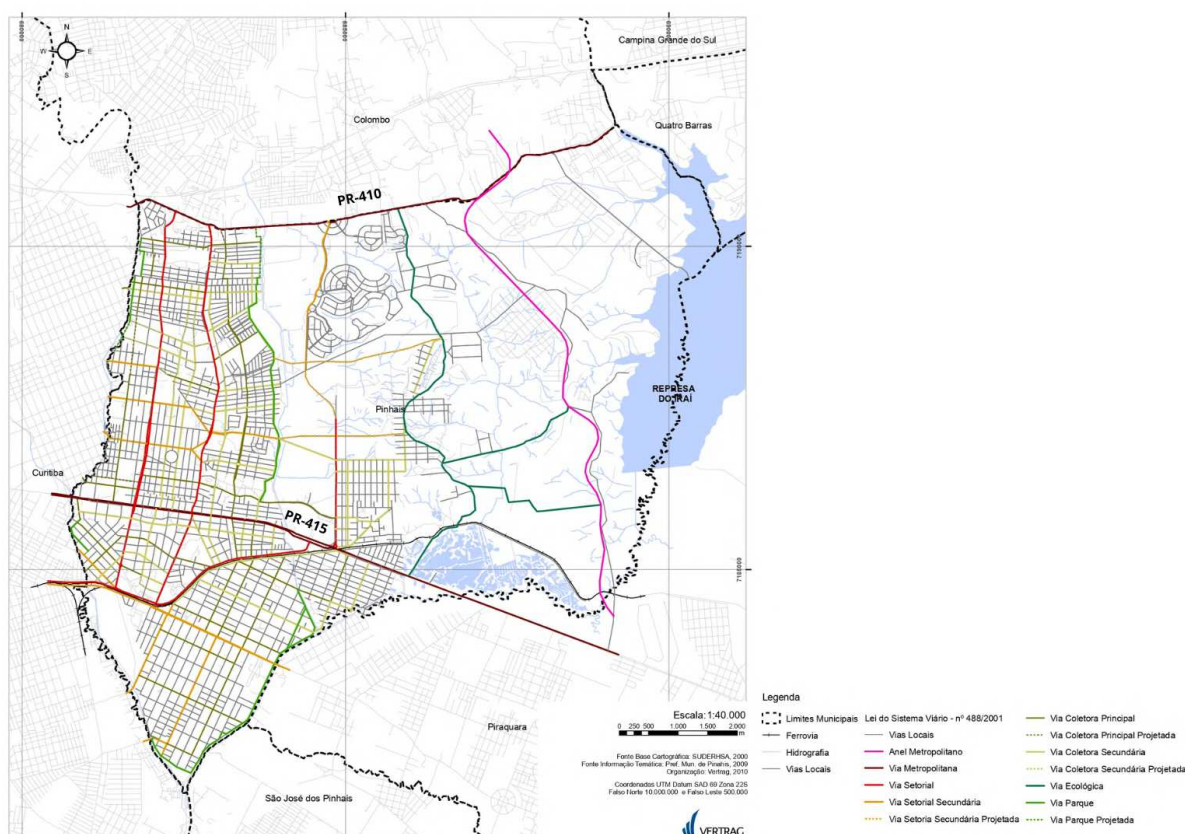 N
W
E
S
Campina Grande do Sul
Colombo
Quatro Barras
PR-410
REPRESA
DO IRAÍ
Pinhais
Curitiba
PR-415
Piraquara
São José dos Pinhais
Escala: 1:40.000
0 250 500 1.000 1.500 2.000
m
Fonte Base Cartográfica: SUDERHSA, 2000
Fonte Informação Temática: Pref. Mun. de Pinahis, 2009
Organização: Vertrag, 2010
Coordenadas UTM Datum SAD 69 Zona 22S
Falso Norte 10.000.000 e Falso Leste 500.000
VERTRAG
Legenda
Limites Municipais
Ferrovia
Hidrografia
Vias Locais
Lei do Sistema Viário - nº 488/2001
Vias Locais
Anel Metropolitano
Via Metropolitana
Via Setorial
Via Setorial Secundária
Via Setoria Secundária Projetada
Via Coletora Principal
Via Coletora Principal Projetada
Via Coletora Secundária
Via Coletora Secundária Projetada
Via Ecológica
Via Parque
Via Parque Projetada